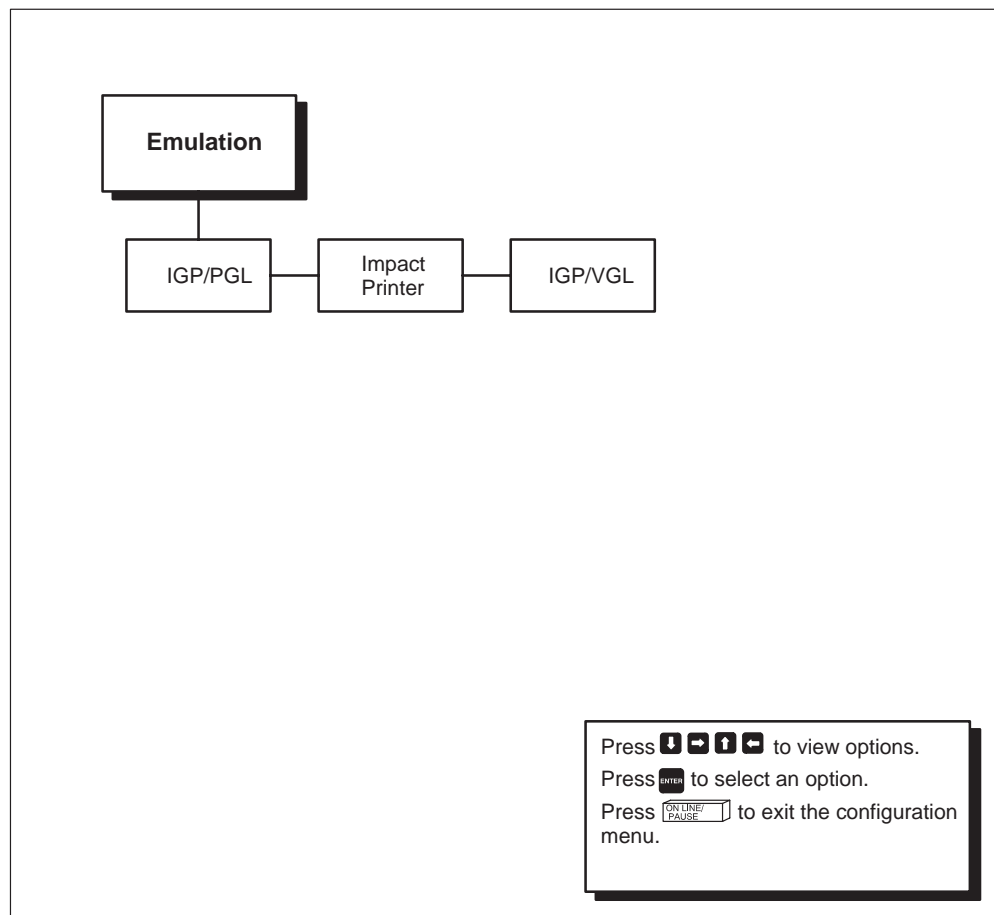 Emulation
IGP/PGL
Impact
Printer
IGP/VGL
Press to view options.
Press ENTER to select an option.
Press ON LINE/ PAUSE to exit the configuration
menu.